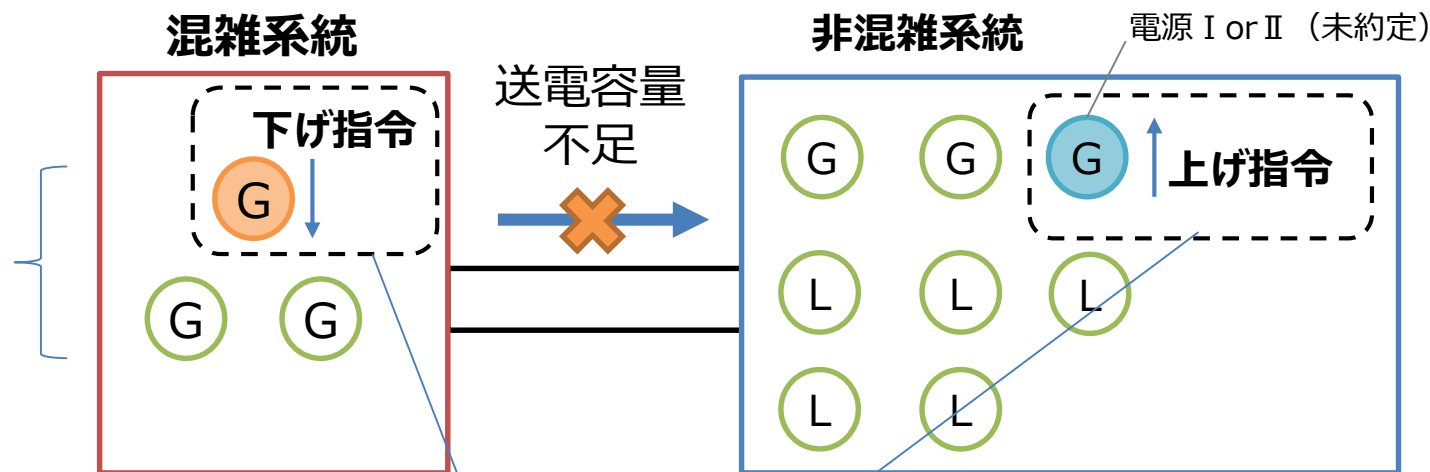 混雑系統
非混雑系統
電源ⅠorⅡ（未約定）
送電容量
不足
下げ指令
G
G G
G G G
上げ指令
L L L
L L